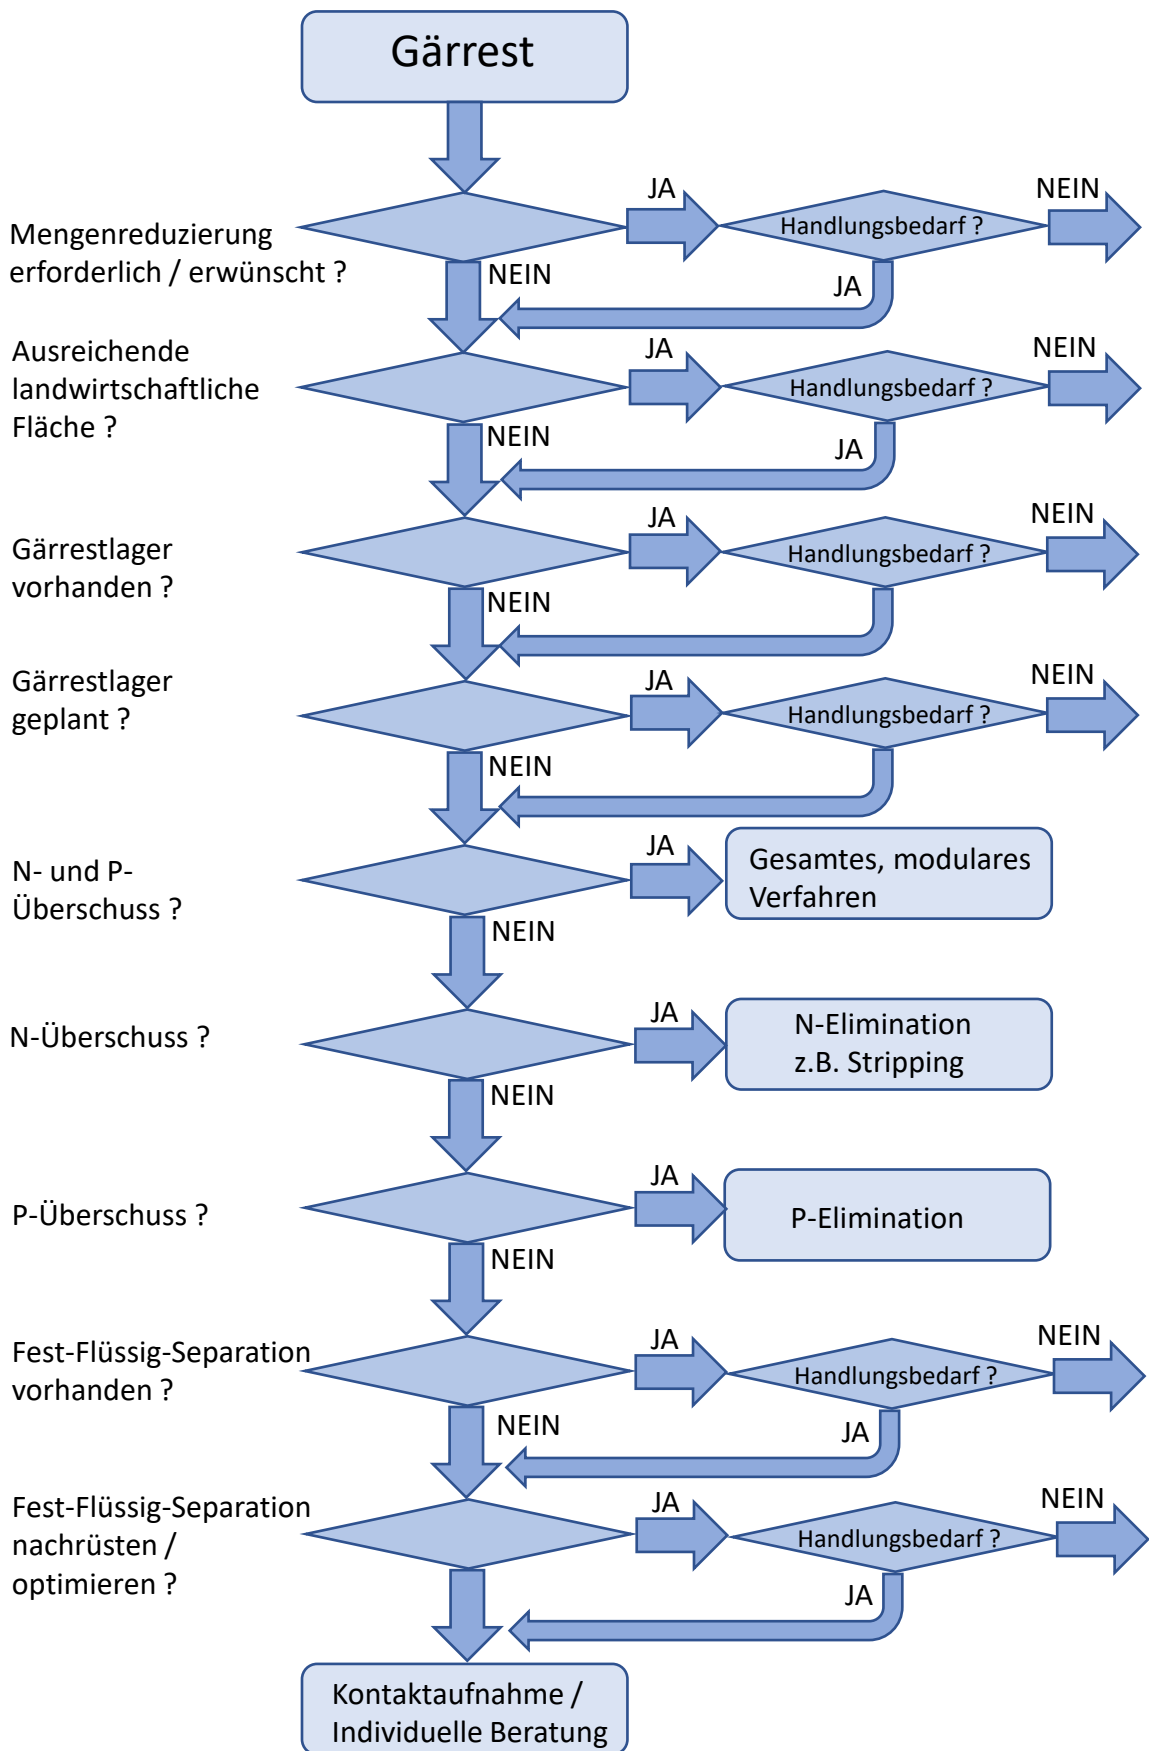 Gärrest
JA
NEIN
Mengenreduzierung
erforderlich / erwünscht ?
Handlungsbedarf ?
NEIN
JA
Ausreichende
landwirtschaftliche
Fläche ?
JA
Handlungsbedarf ?
NEIN
NEIN
JA
Gärrestlager
vorhanden ?
JA
Handlungsbedarf ?
NEIN
NEIN
Gärrestlager
geplant ?
JA
Handlungsbedarf ?
NEIN
NEIN
N- und P-
Überschuss ?
JA
Gesamtes, modulares
Verfahren
NEIN
N-Überschuss ?
JA
N-Elimination
z.B. Stripping
NEIN
P-Überschuss ?
JA
P-Elimination
NEIN
Fest-Flüssig-Separation
vorhanden ?
JA
Handlungsbedarf ?
NEIN
NEIN
JA
Fest-Flüssig-Separation
nachrüsten /
optimieren ?
JA
Handlungsbedarf ?
NEIN
JA
Kontaktaufnahme /
Individuelle Beratung